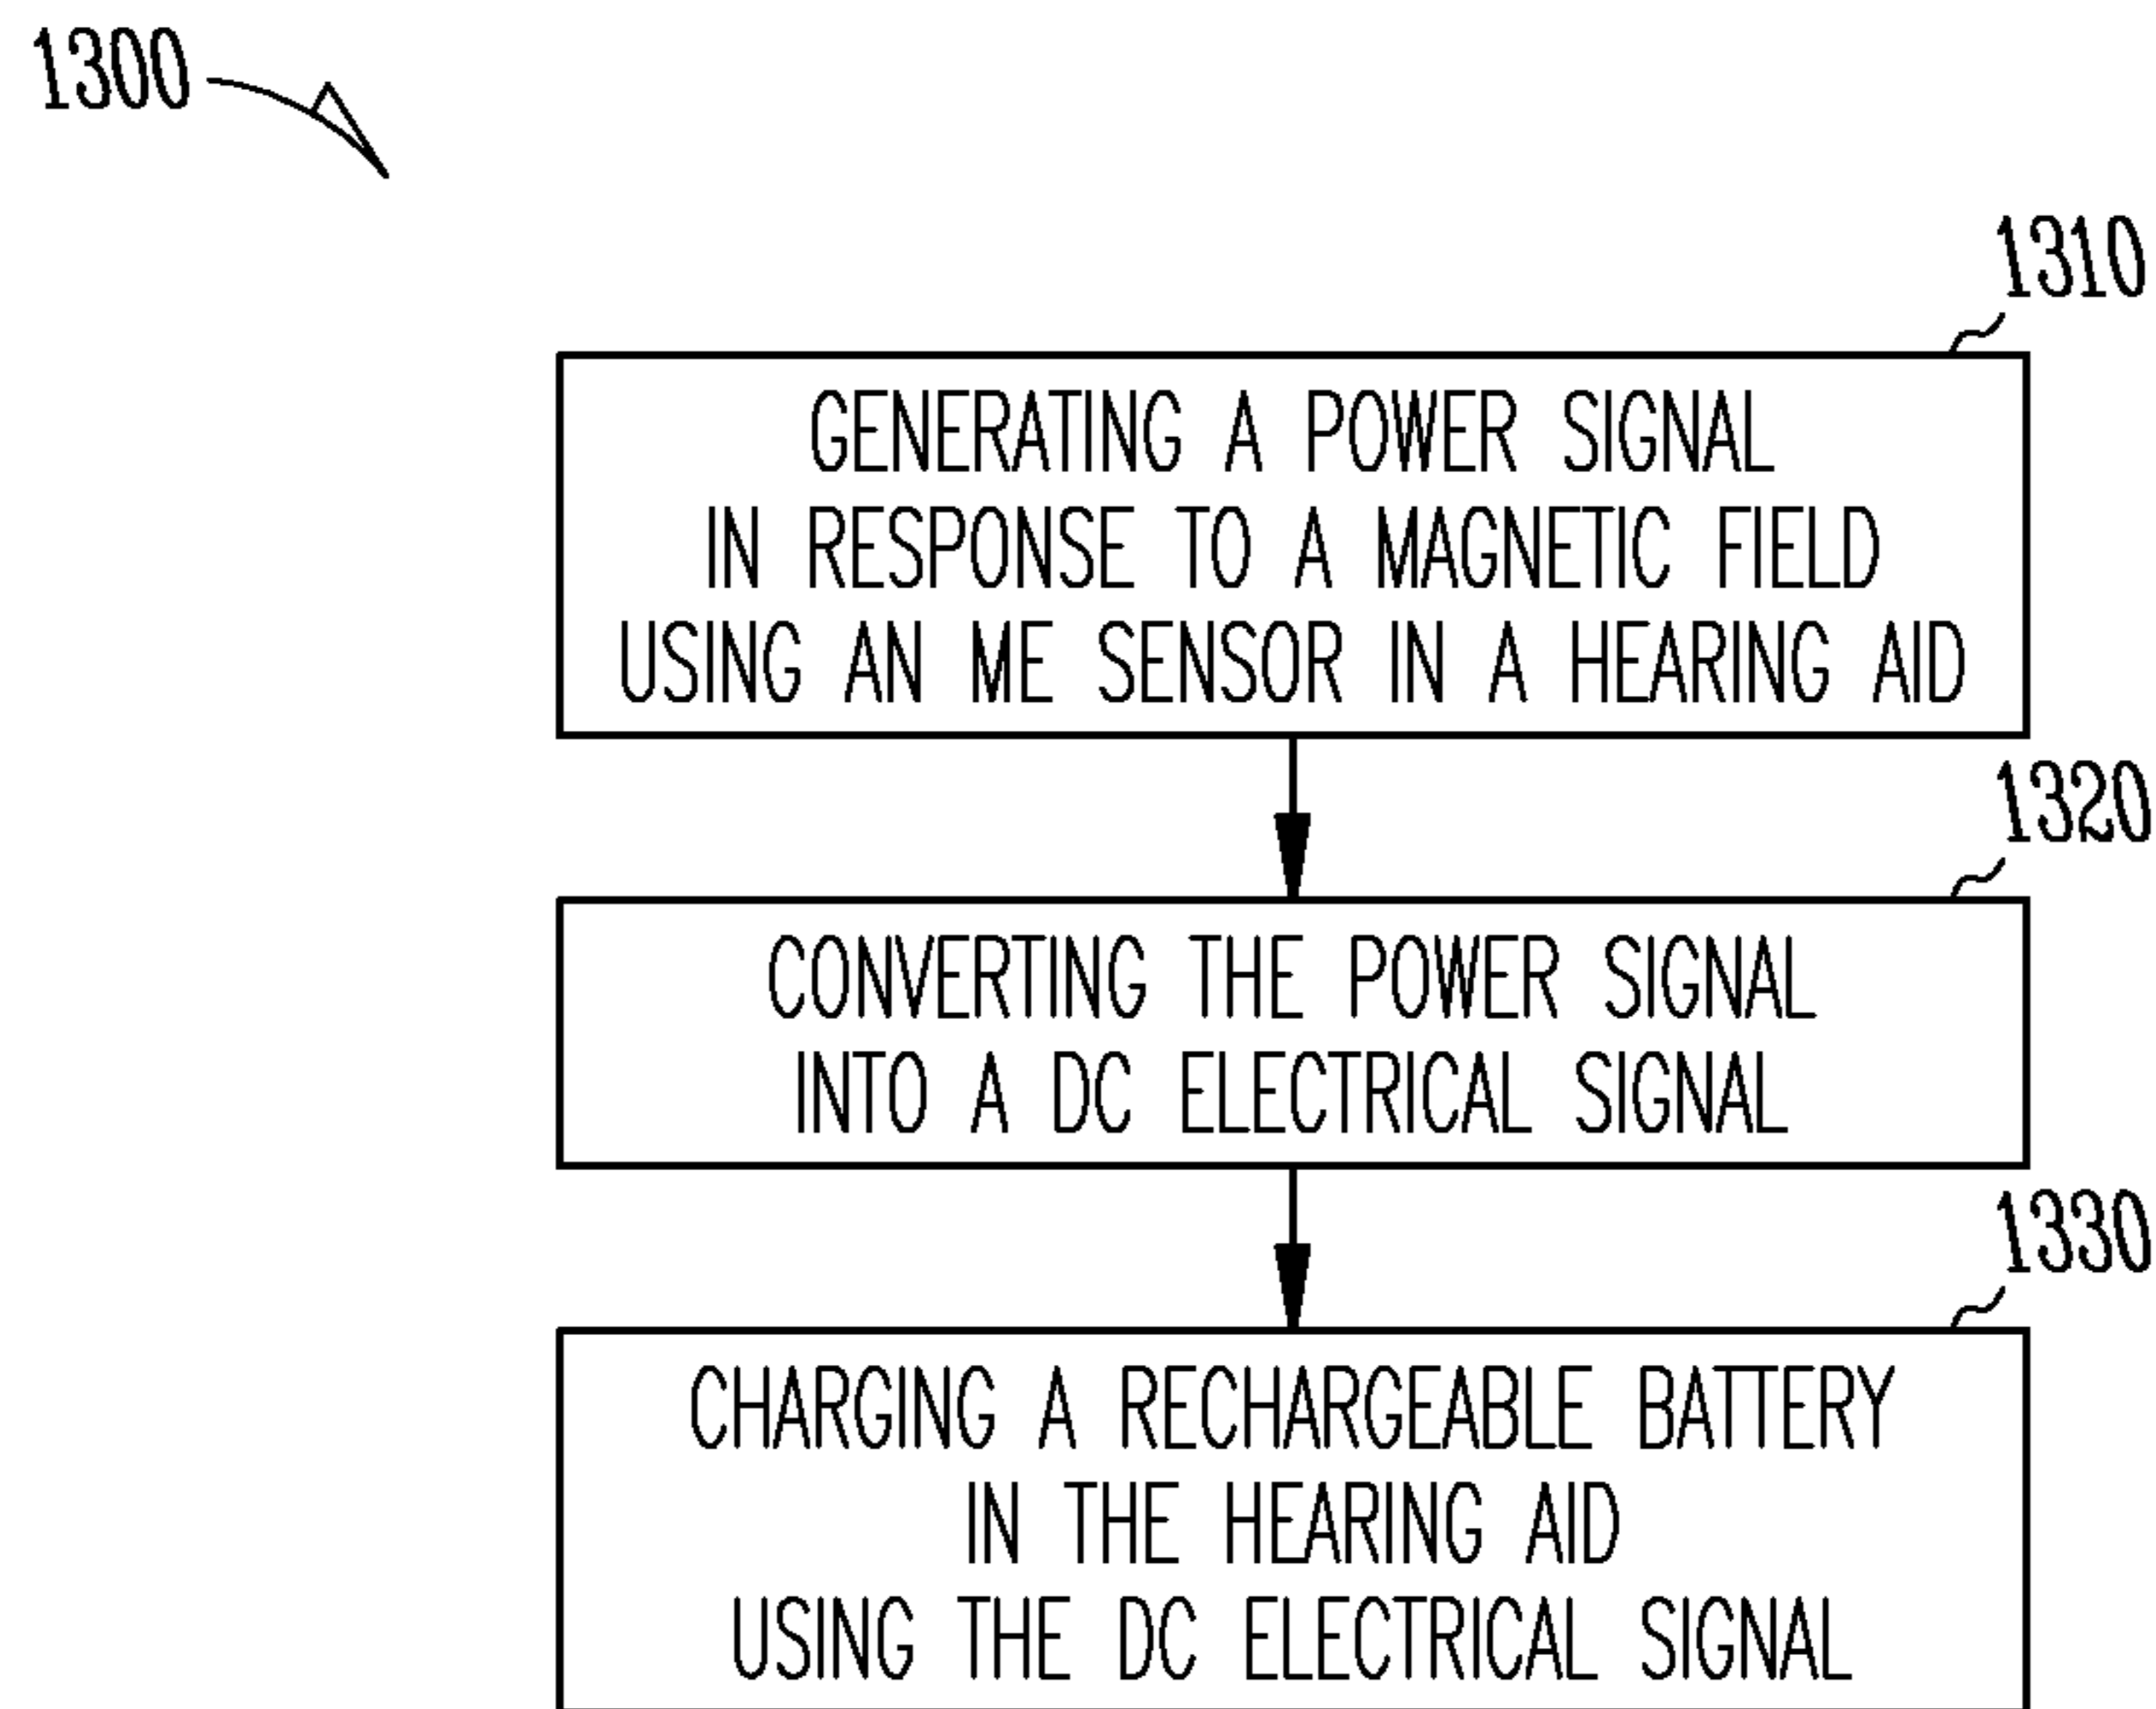 1300
1310
GENERATING A POWER SIGNAL
IN RESPONSE TO A MAGNETIC FIELD
USING AN ME SENSOR IN A HEARING AID
1320
CONVERTING THE POWER SIGNAL
INTO A DC ELECTRICAL SIGNAL
1330
CHARGING A RECHARGEABLE BATTERY
IN THE HEARING AID
USING THE DC ELECTRICAL SIGNAL